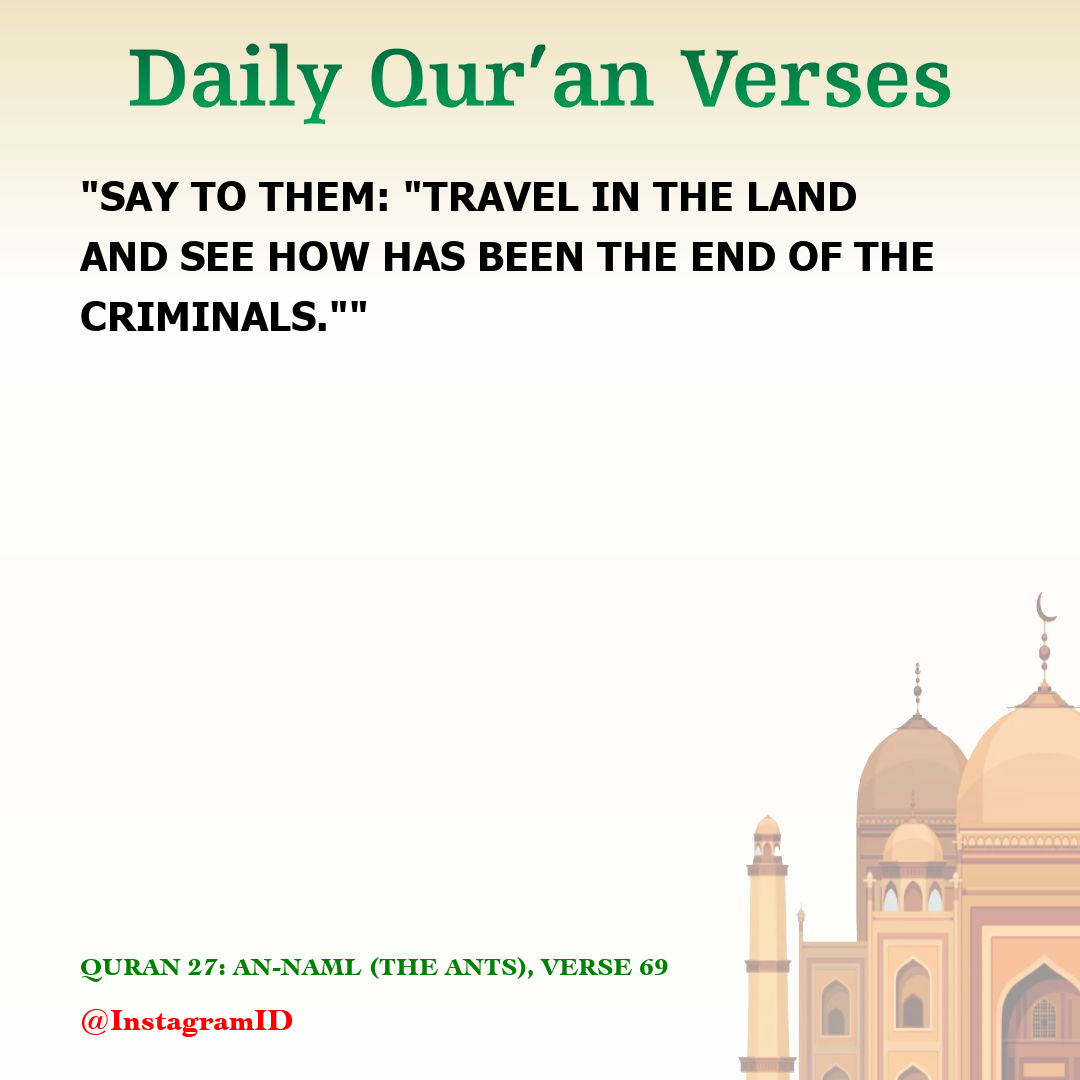 Daily Qur’an Verses
"SAY TO THEM: "TRAVEL IN THE LAND
AND SEE HOW HAS BEEN THE END OF THE
CRIMINALS.""
QURAN 27: AN-NAML (THE ANTS), VERSE 69
@InstagramID